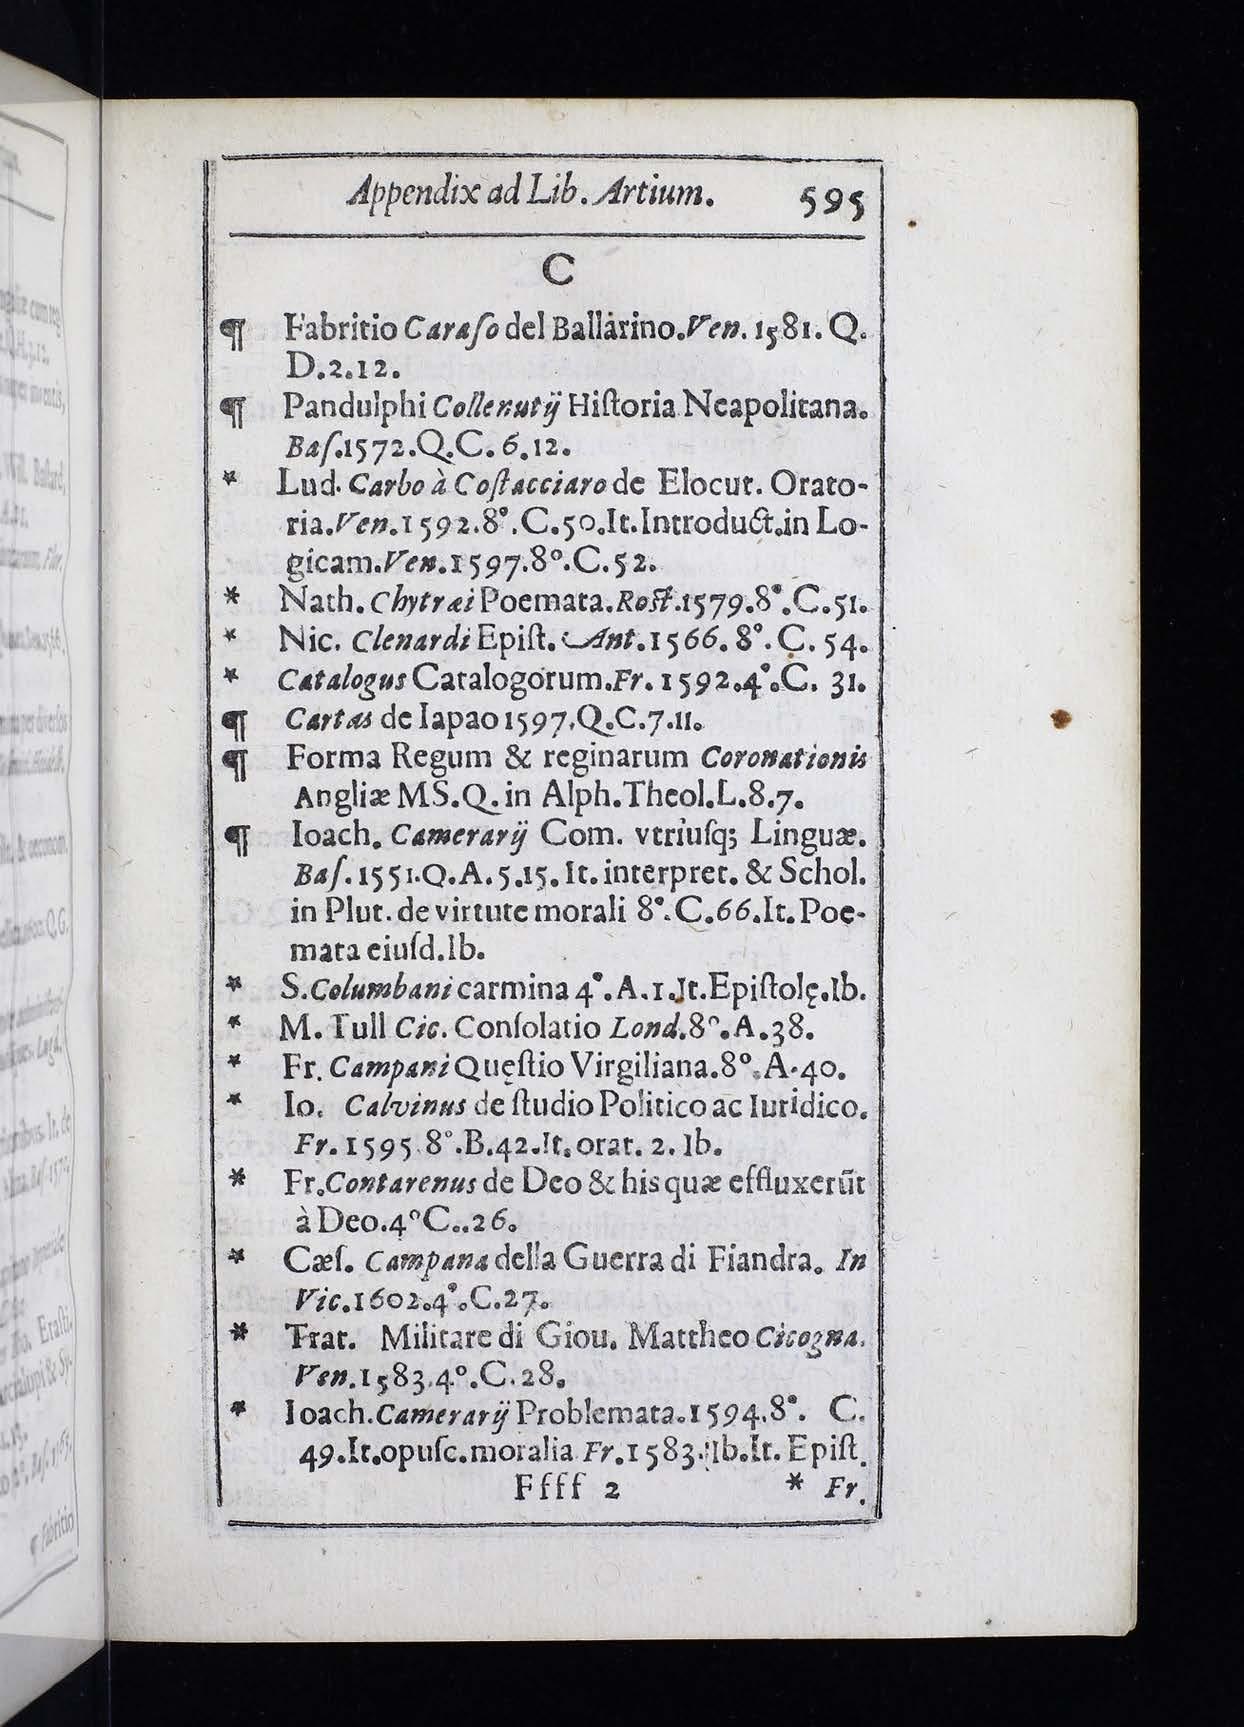 Appendix ad Lib. Artium. 595
C
¶ Fabritio Caraſo del Ballarino. Ven. 1581. Q.
D.2.12.
¶ Pandulphi Collenutij Hiſtoria Neapolitana.
Baſ.1572.Q.C.6.12.
* Lud. Carbo à Coſtacciaro de Elocut. Orato-
ria. Ven. 1592.8°.C.50.It.Introduct.in Lo-
gicam. Ven. 1597.8°.C.52.
* Nath. Chytræi Poemata. Roſt.1579.8°.C.51.
* Nic. Clenardi Epiſt. Ant. 1566. 8°. C. 54.
* Catalogus Catalogorum. Fr. 1592.4°.C. 31.
¶ Cartas de Iapao 1597.Q.C.7.11.
¶ Forma Regum & reginarum Coronationis
Angliæ MS.Q. in Alph.Theol.L.8.7.
¶ Ioach. Camerarij Com. vtriuſq; Linguæ.
Baſ. 1551.Q.A.5.15. It. interpret. & Schol.
in Plut. de virtute morali 8°.C.66.It. Poe-
mata eiuſd.Ib.
* S. Columbani carmina 4°.A.1.It.Epiſtolę.Ib.
* M. Tull Cic. Conſolatio Lond.8°.A.38.
* Fr. Campani Quęſtio Virgiliana.8°.A.40.
* Io. Calvinus de ſtudio Politico ac Iuridico.
Fr. 1595.8°.B.42.It. orat. 2. Ib.
* Fr. Contarenus de Deo & his quæ effluxerūt
à Deo.4°C..26.
* Cæſ. Campana della Guerra di Fiandra. In
Vic.1602.4°.C.27.
* Trat. Militare di Giou. Mattheo Cicogna.
Ven.1583.4°.C.28.
* Ioach. Camerarij Problemata.1594.8°. C.
49.It.opuſc.moralia Fr.1583.Ib.It. Epiſt.
Ffff 2 * Fr.